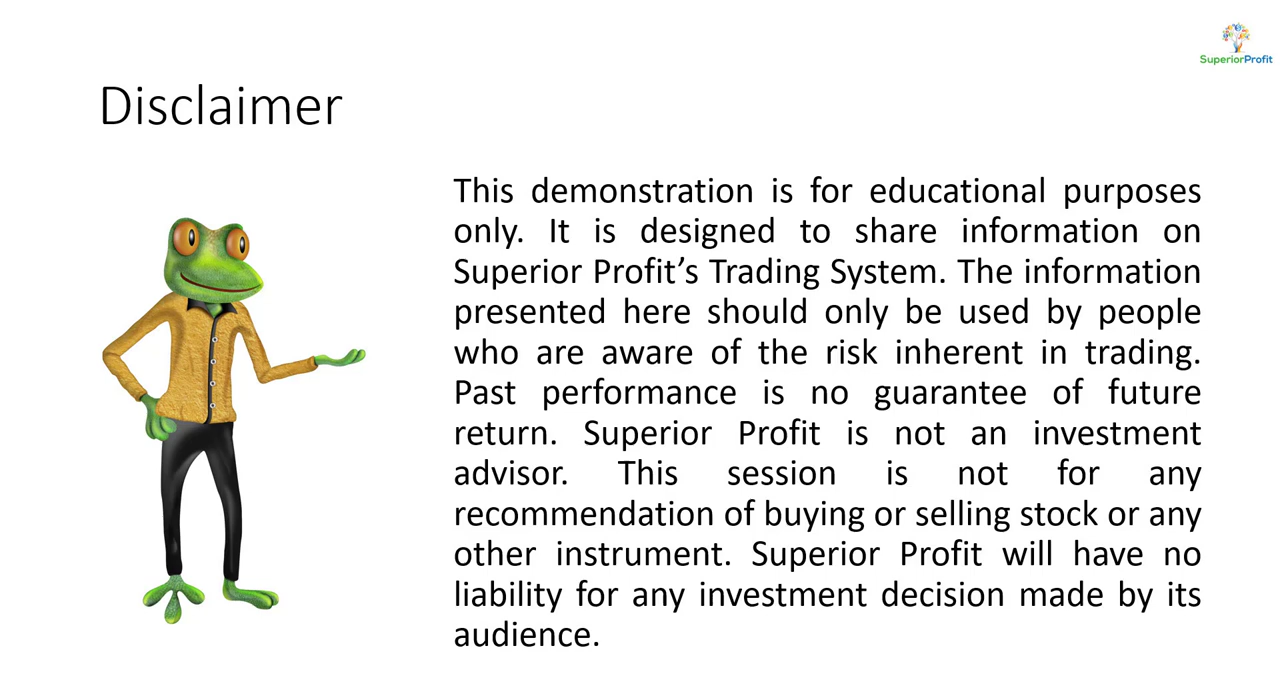 SuperiorProfit
Disclaimer
This demonstration is for educational purposes
only. It is designed to share information on
Superior Profit’s Trading System. The information
presented here should only be used by people
who are aware of the risk inherent in trading.
Past performance is no guarantee of future
return. Superior Profit is not an investment
advisor. This session is not for any
recommendation of buying or selling stock or any
other instrument. Superior Profit will have no
liability for any investment decision made by its
audience.